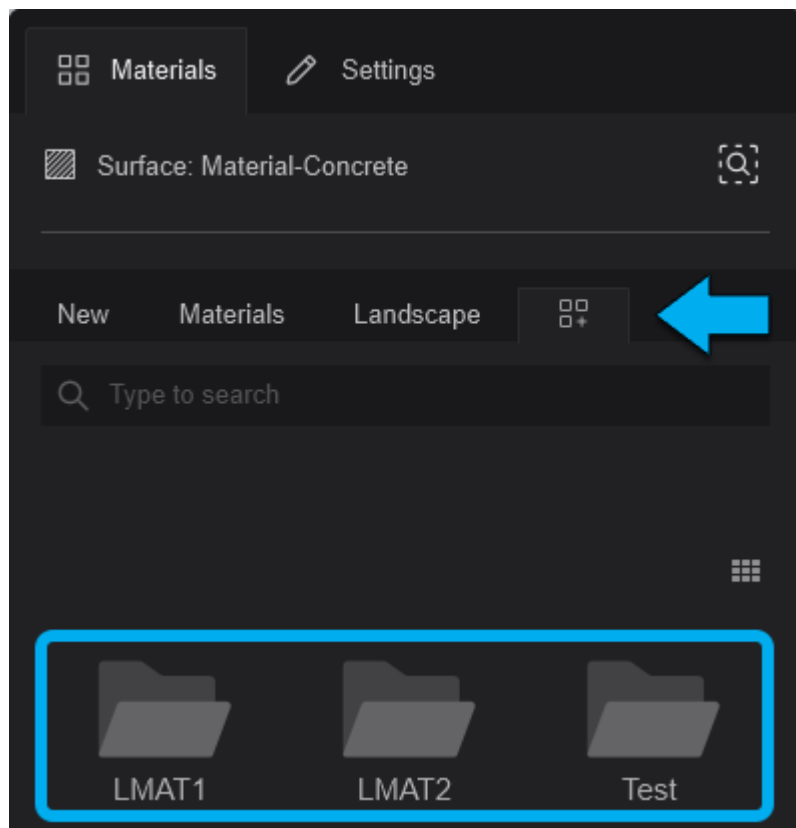 Materials Settings
Surface: Material-Concrete
New Materials Landscape
Type to search
LMAT1 LMAT2 Test